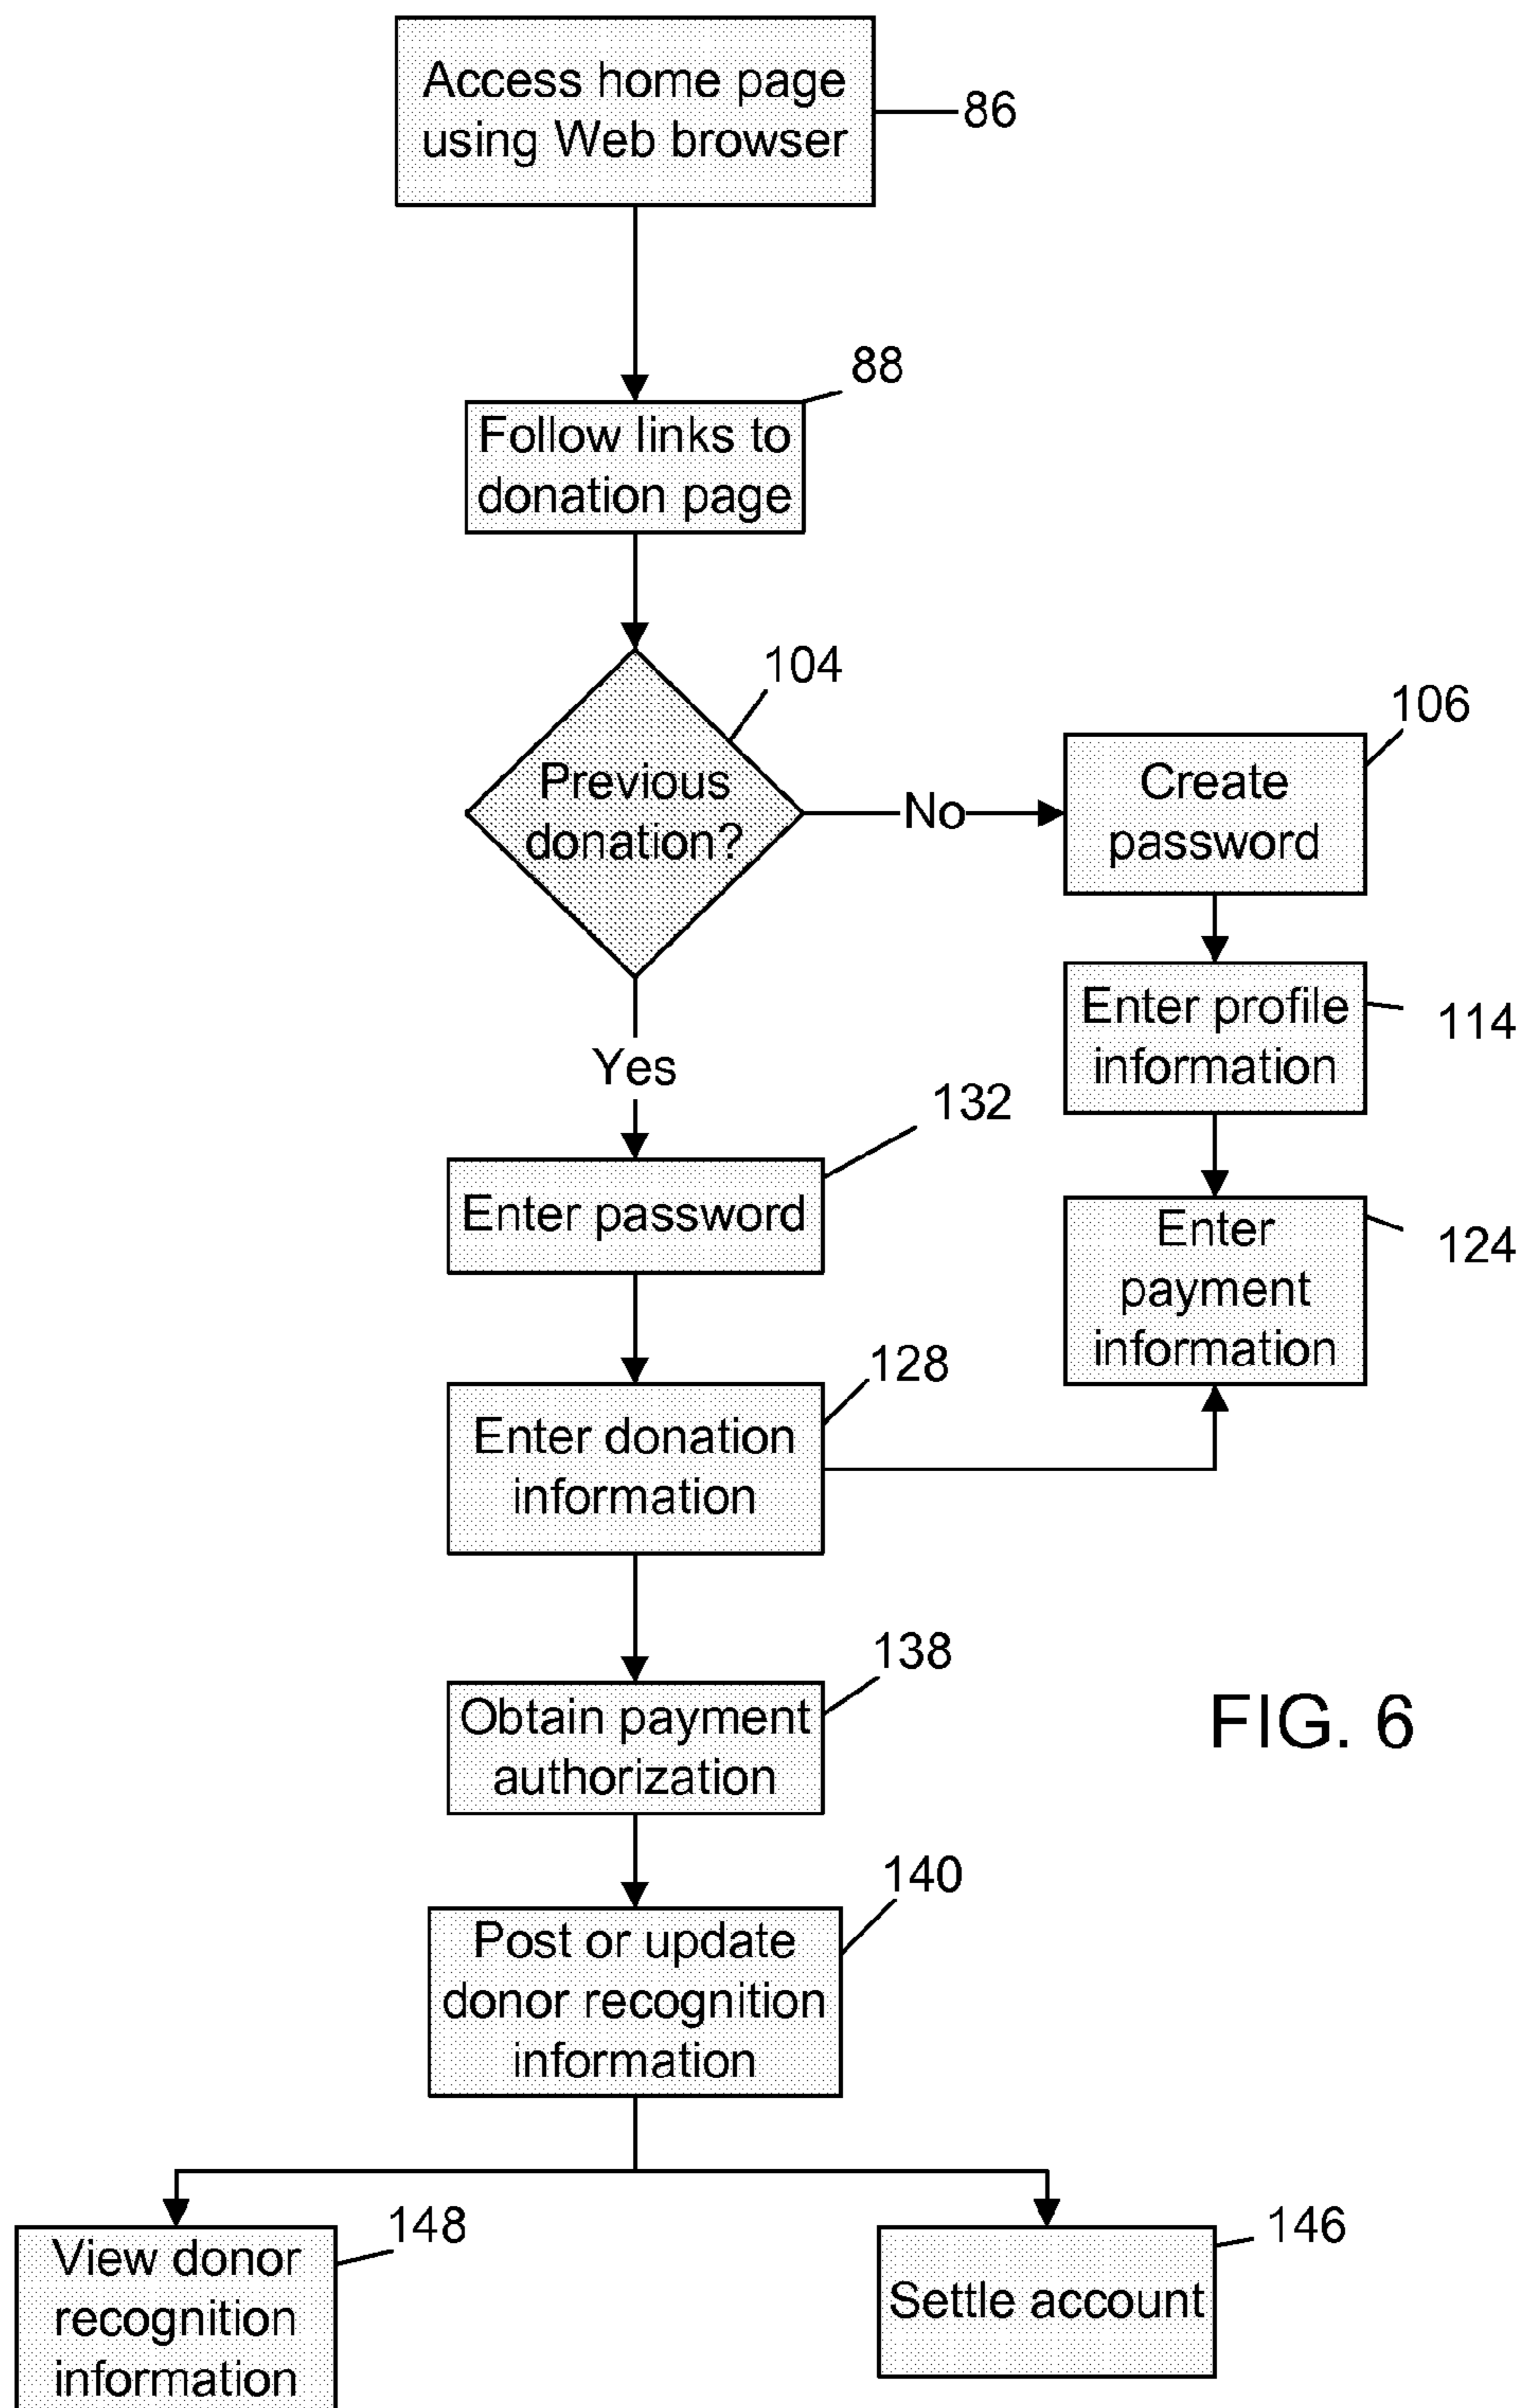 Access home page
using Web browser
86
88
Follow links to
donation page
104
Previous
donation?
No
106
Create
password
Enter profile
information
114
Yes
132
Enter password
Enter
payment
information
124
128
Enter donation
information
138
Obtain payment
authorization
FIG. 6
140
Post or update
donor recognition
information
148
View donor
recognition
information
146
Settle account